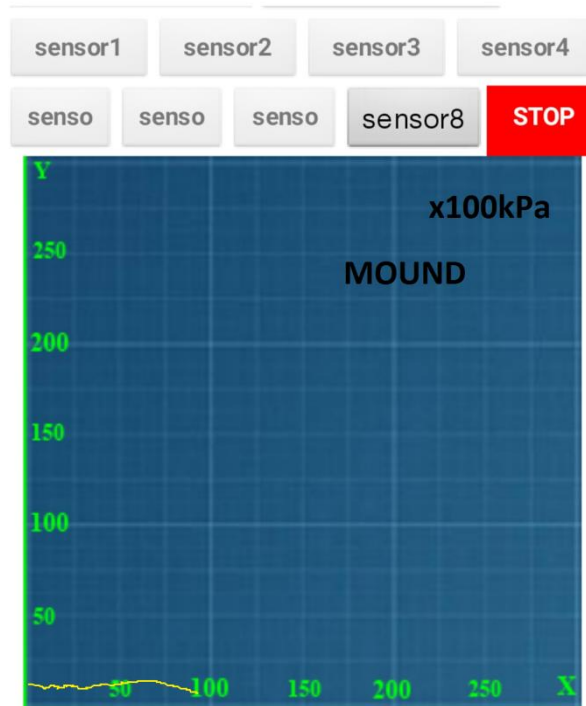 sensor1 sensor2 sensor3 sensor4
senso senso senso sensor8 STOP
Y
x100kPa
250
MOUND
200
150
100
50
50 100 150 200 250 X